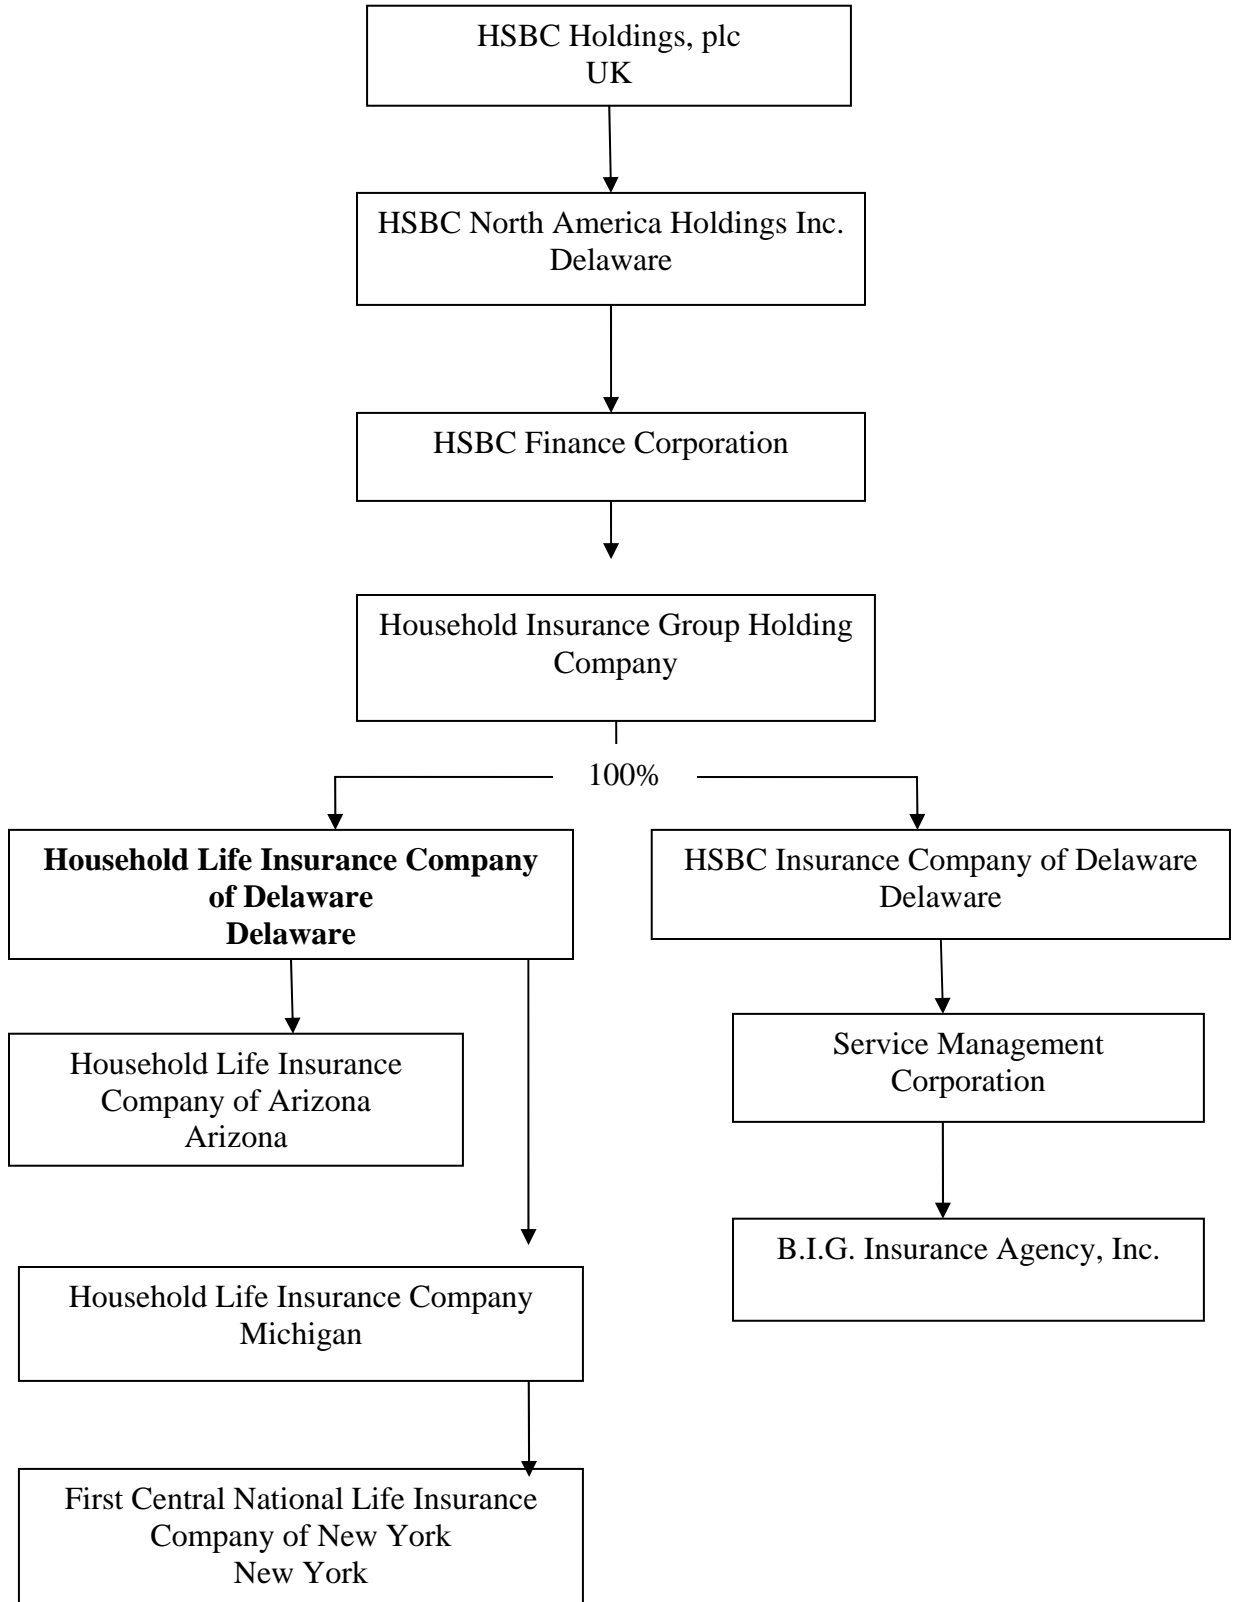 HSBC Holdings, plc
UK
HSBC North America Holdings Inc.
Delaware
HSBC Finance Corporation
Household Insurance Group Holding
Company
100%
Household Life Insurance Company
of Delaware
Delaware
HSBC Insurance Company of Delaware
Delaware
Household Life Insurance
Company of Arizona
Arizona
Service Management
Corporation
B.I.G. Insurance Agency, Inc.
Household Life Insurance Company
Michigan
First Central National Life Insurance
Company of New York
New York